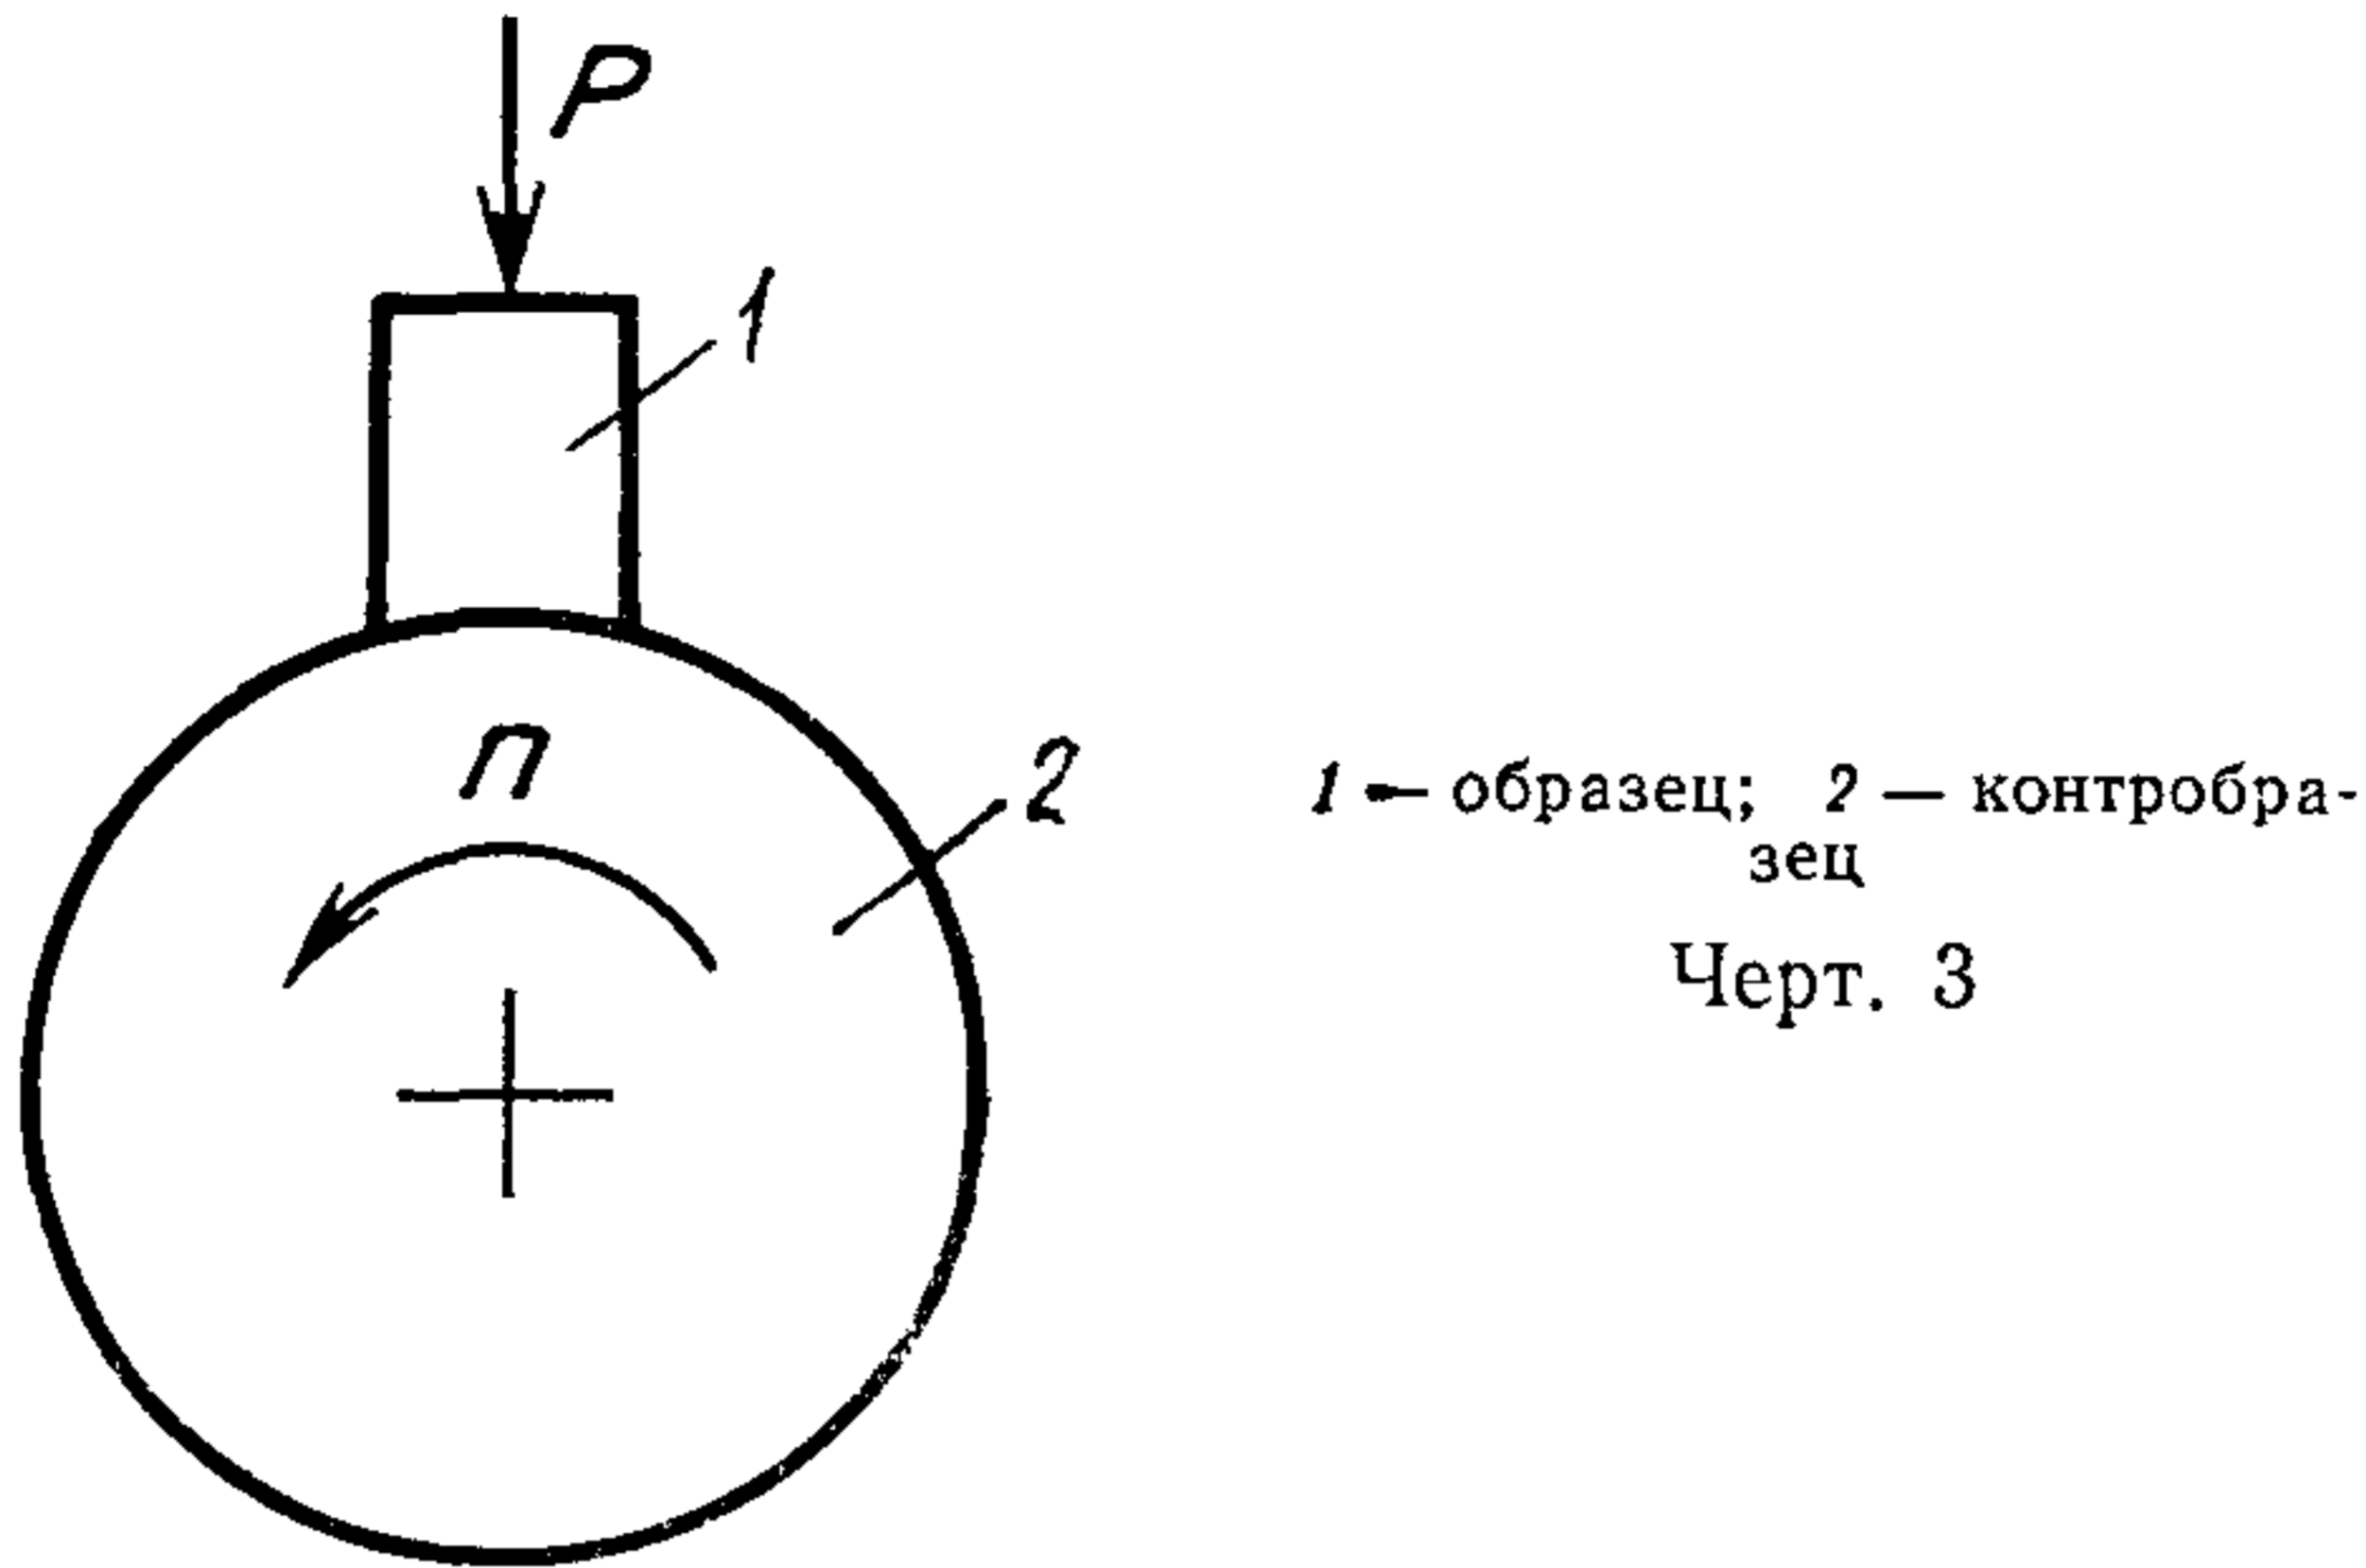 P
1
n
2
1 — образец; 2 — контробра-
зец
Черт. 3